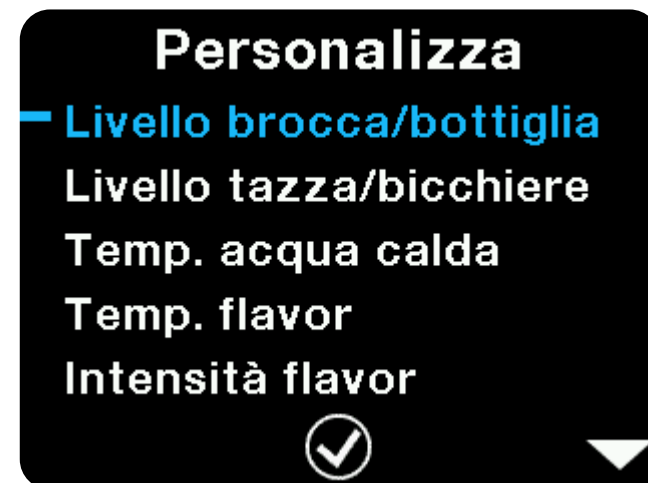 Personalizza
Livello brocca/bottiglia
Livello tazza/bicchiere
Temp. acqua calda
Temp. flavor
Intensità flavor